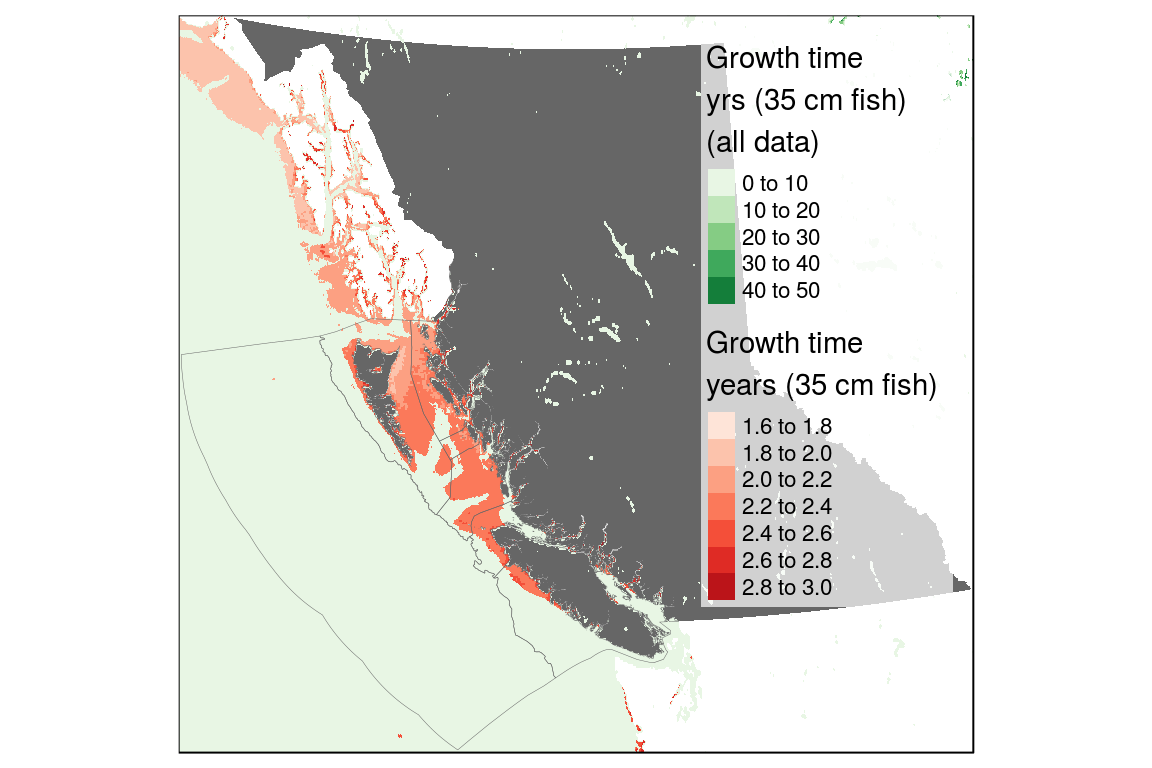 Growth time
yrs (35 cm fish)
(all data)
0 to 10
10 to 20
20 to 30
30 to 40
40 to 50
Growth time
years (35 cm fish)
1.6 to 1.8
1.8 to 2.0
2.0 to 2.2
2.2 to 2.4
2.4 to 2.6
2.6 to 2.8
2.8 to 3.0